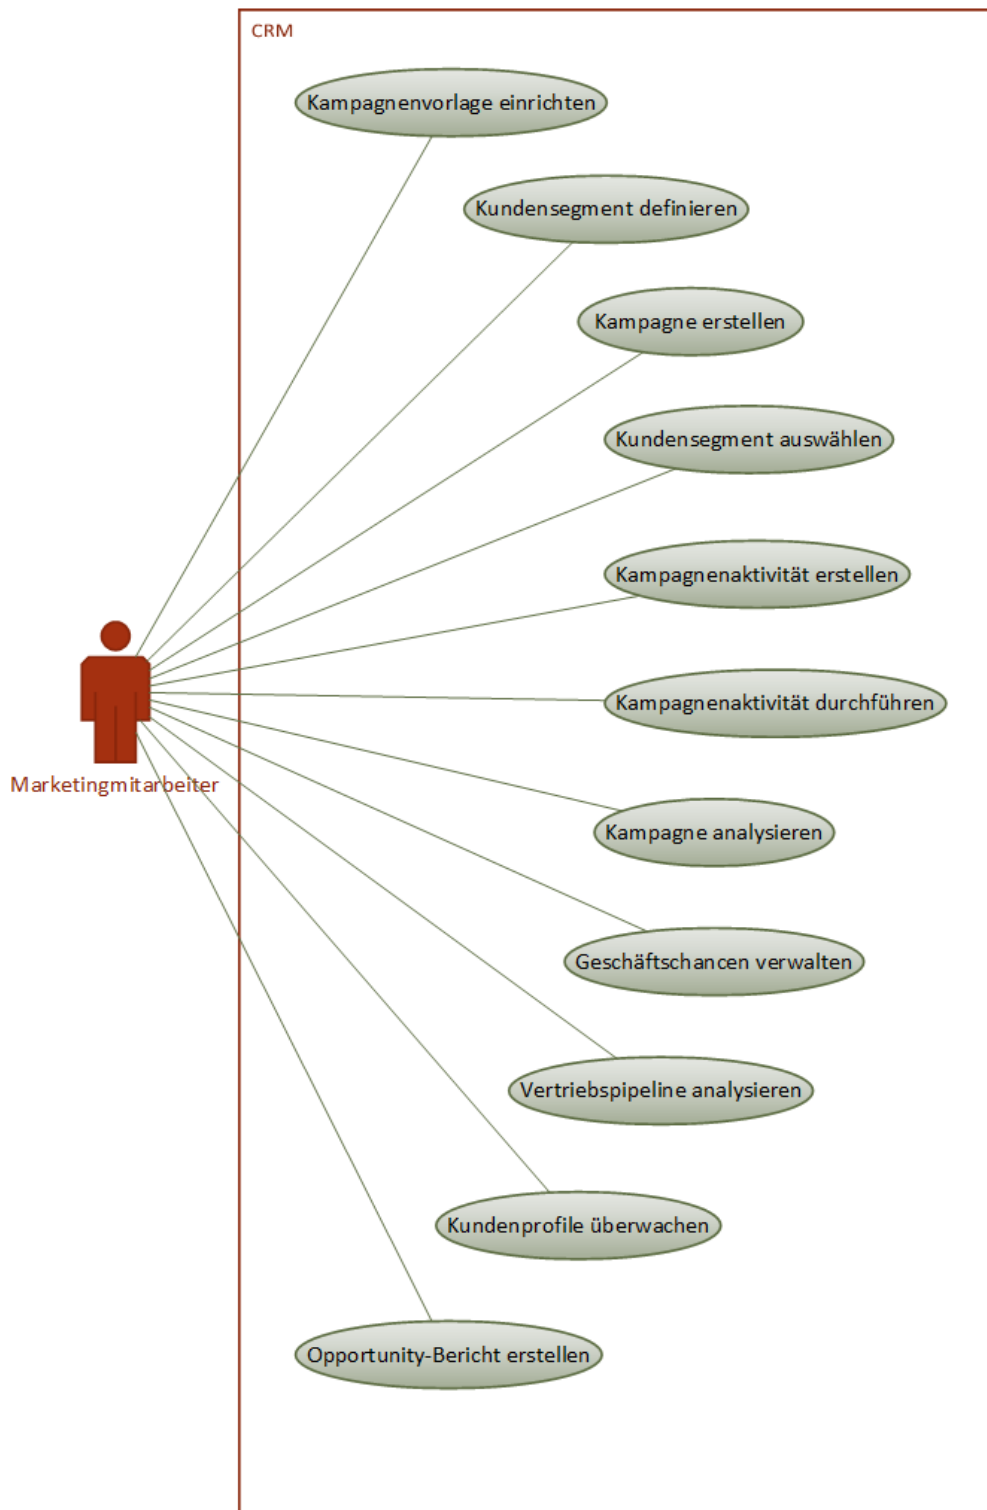 CRM
Kampagnenvorlage einrichten
Kundensegment definieren
Kampagne erstellen
Kundensegment auswählen
Kampagnenaktivität erstellen
Kampagnenaktivität durchführen
Marketingmitarbeiter
Kampagne analysieren
Geschäftschancen verwalten
Vertriebspipeline analysieren
Kundenprofile überwachen
Opportunity-Bericht erstellen